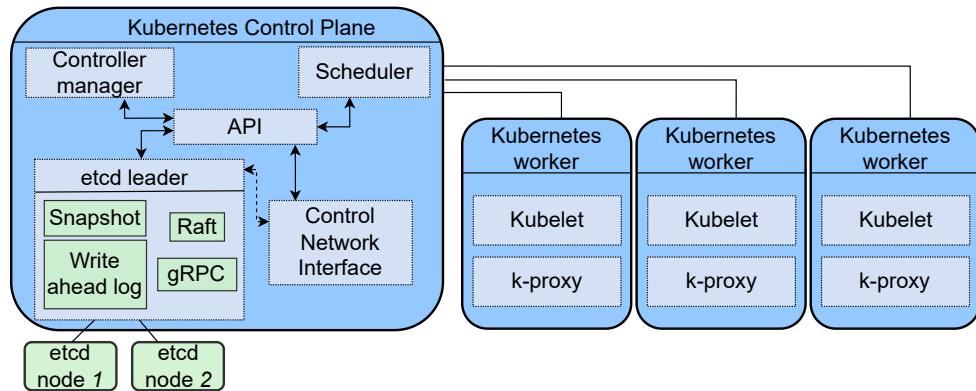 Kubernetes Control Plane
Controller
manager
Scheduler
API
etcd leader
Snapshot
Raft
Write
ahead log
gRPC
Control
Network
Interface
etcd
node 1
etcd
node 2
Kubernetes
worker
Kubelet
k-proxy
Kubernetes
worker
Kubelet
k-proxy
Kubernetes
worker
Kubelet
k-proxy